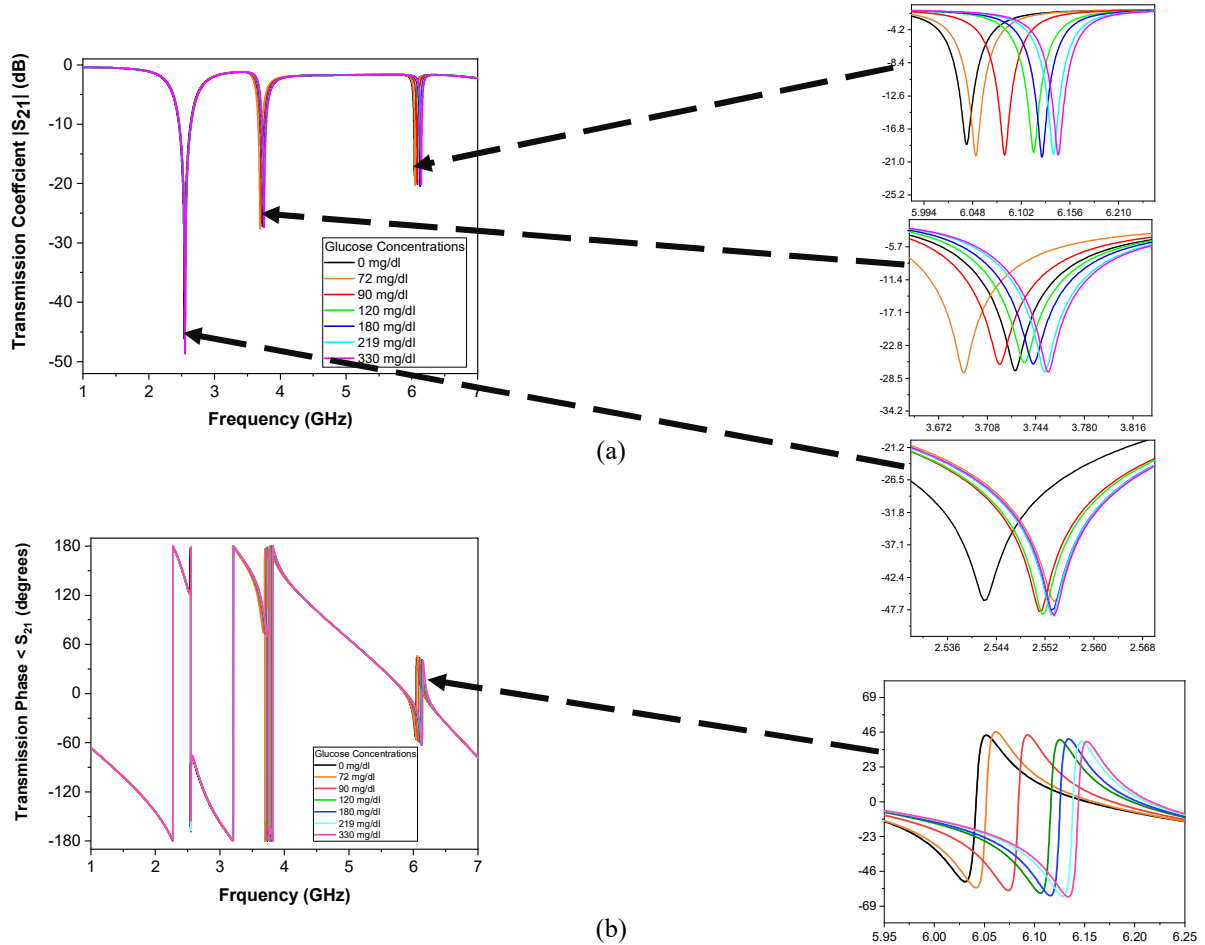 Transmission Coeffcient |S21| (dB)
0
-10
-20
-30
-40
-50
1 2 3 4 5 6 7
Frequency (GHz)
Glucose Concentrations
0 mg/dl
72 mg/dl
90 mg/dl
120 mg/dl
180 mg/dl
219 mg/dl
330 mg/dl
-4.2
-8.4
-12.6
-16.8
-21.0
-25.2
5.994 6.048 6.102 6.156 6.210
-5.7
-11.4
-17.1
-22.8
-28.5
-34.2
3.672 3.708 3.744 3.780 3.816
-21.2
-26.5
-31.8
-37.1
-42.4
-47.7
2.536 2.544 2.552 2.560 2.568
(a)
Transmission Phase < S21 (degrees)
180
120
60
0
-60
-120
-180
1 2 3 4 5 6 7
Frquency (GHz)
Glucose Concentrations
0 mg/dl
72 mg/dl
90 mg/dl
120 mg/dl
180 mg/dl
219 mg/dl
330 mg/dl
69
46
23
0
-23
-46
-69
5.95 6.00 6.05 6.10 6.15 6.20 6.25
(b)